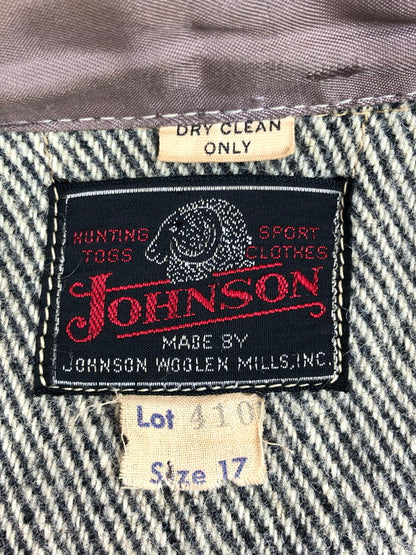 DRY CLEAN
ONLY
HUNTING SPORT
TOGS CLOTHES
JOHNSON
MADE BY
JOHNSON WOOLEN MILLS, INC.
Lot 410
Size 17